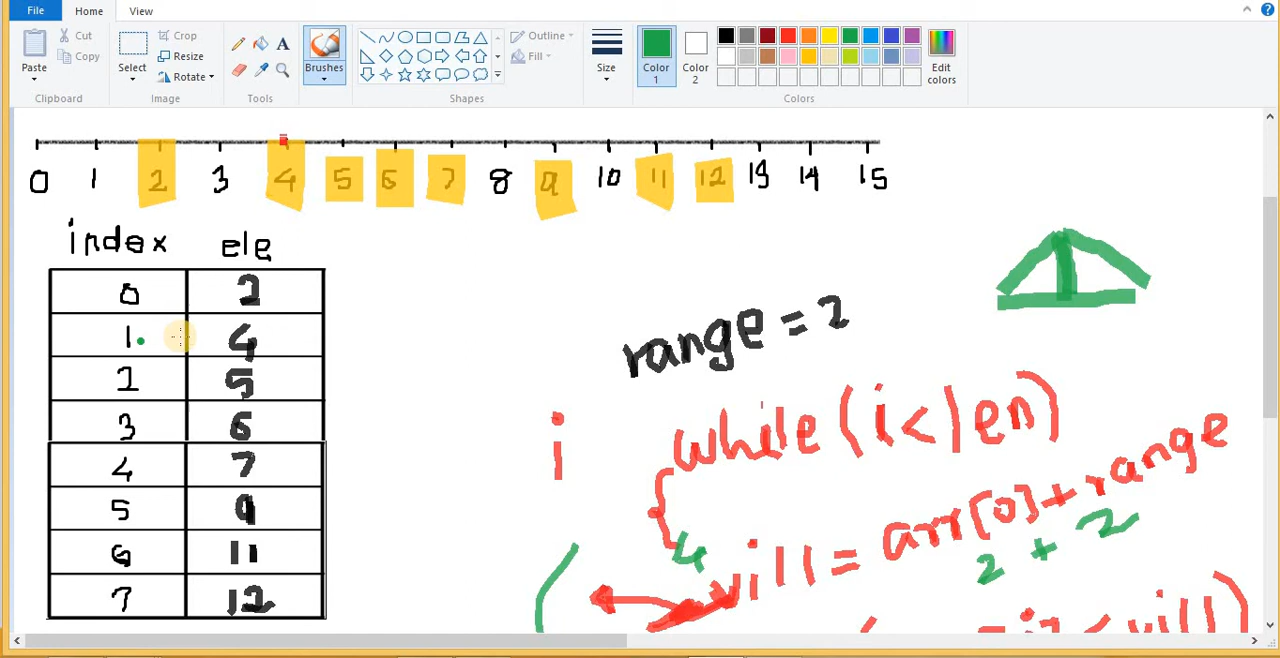 File Home View
Paste Cut Copy Clipboard
Select Crop Resize Rotate Image
Tools
Brushes
Shapes Outline Fill
Size
Color 1 Color 2
Edit colors
Colors
0 1 2 3 4 5 6 7 8 9 10 11 12 13 14 15
index ele
0 2
1 4
2 5
3 6
4 7
5 9
6 11
7 12
range = 2
i while (i < len)
{
vill = arr[0] + range
4 2 + 2
< vill)